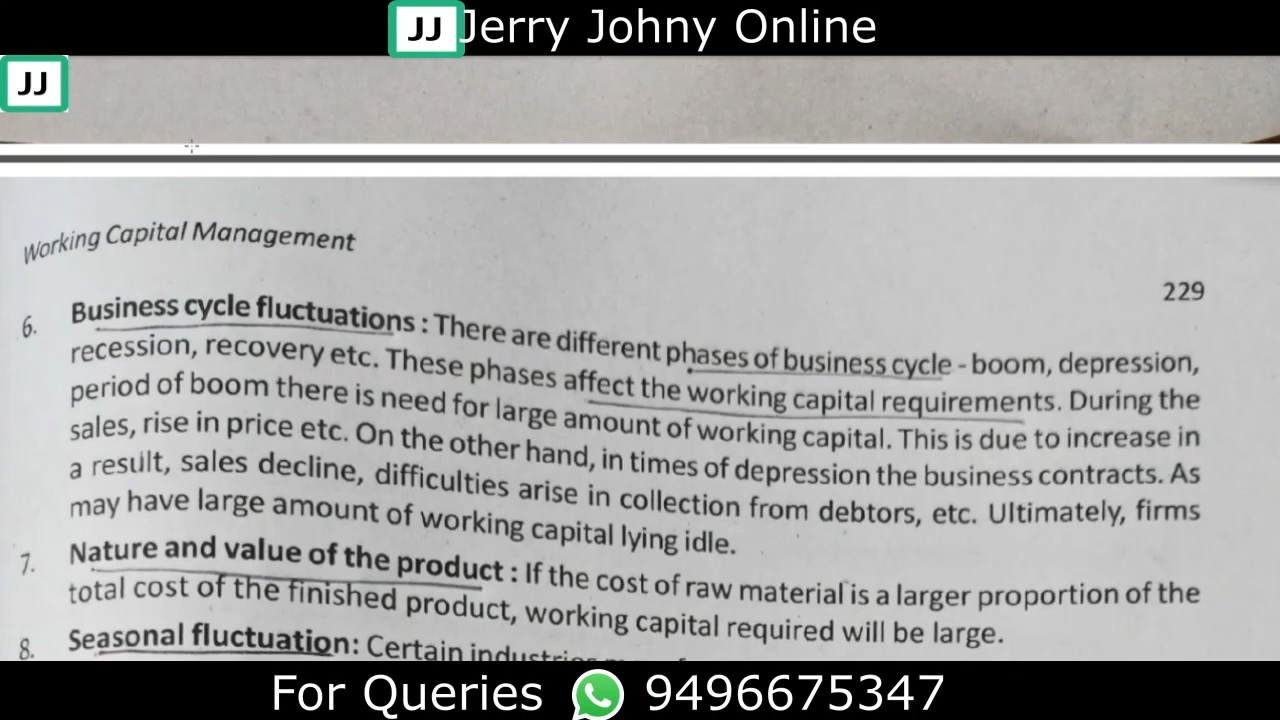 JJ Jerry Johny Online
JJ
Working Capital Management
229
6. Business cycle fluctuations : There are different phases of business cycle - boom, depression,
recession, recovery etc. These phases affect the working capital requirements. During the
period of boom there is need for large amount of working capital. This is due to increase in
sales, rise in price etc. On the other hand, in times of depression the business contracts. As
a result, sales decline, difficulties arise in collection from debtors, etc. Ultimately, firms
may have large amount of working capital lying idle.
7. Nature and value of the product : If the cost of raw material is a larger proportion of the
total cost of the finished product, working capital required will be large.
8. Seasonal fluctuation: Certain industries
For Queries 9496675347